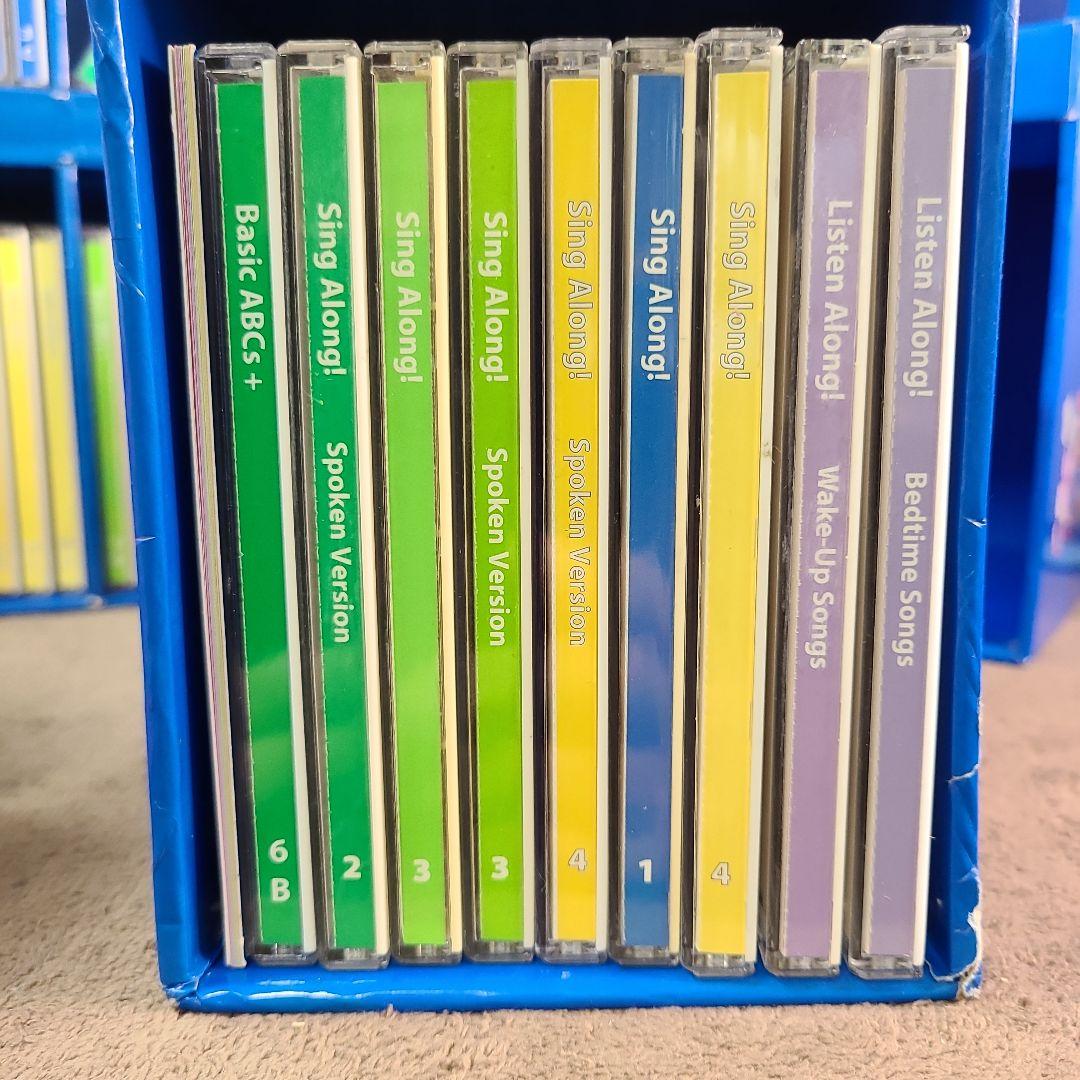 Basic ABCs + 6 B
Sing Along! Spoken Version 2
Sing Along! 3
Sing Along! Spoken Version 3
Sing Along! Spoken Version 4
Sing Along! 1
Sing Along! 4
Listen Along! Wake-Up Songs
Listen Along! Bedtime Songs